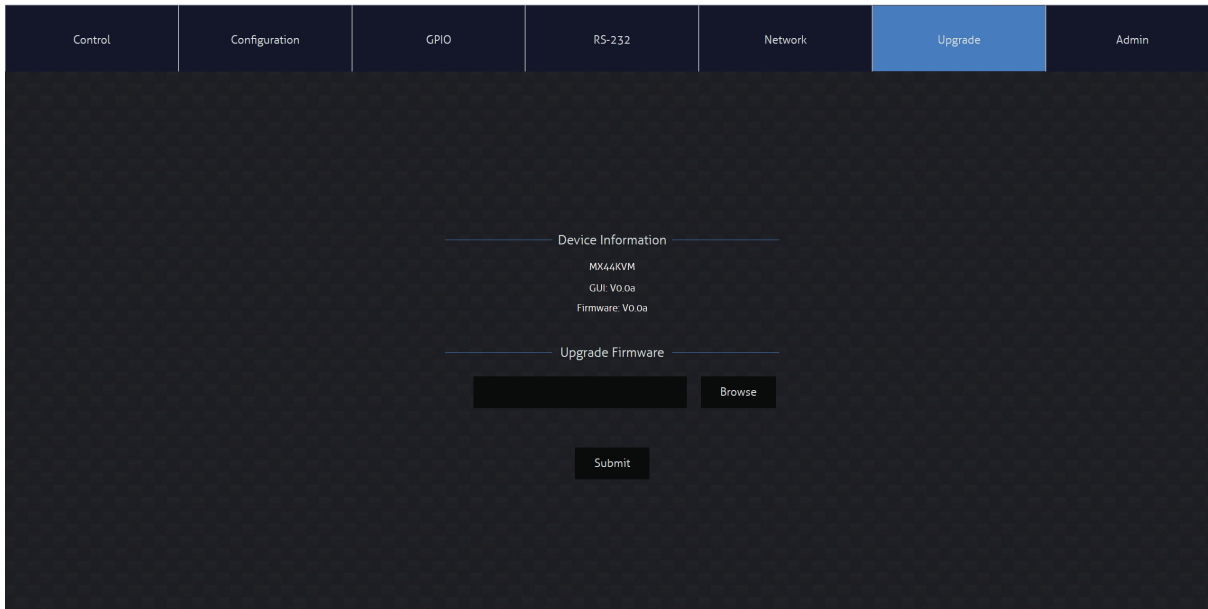 Control Configuration GPIO RS-232 Network Upgrade Admin
Device Information
MX44KVM
GUI: V0.0a
Firmware: V0.0a
Upgrade Firmware
Browse
Submit